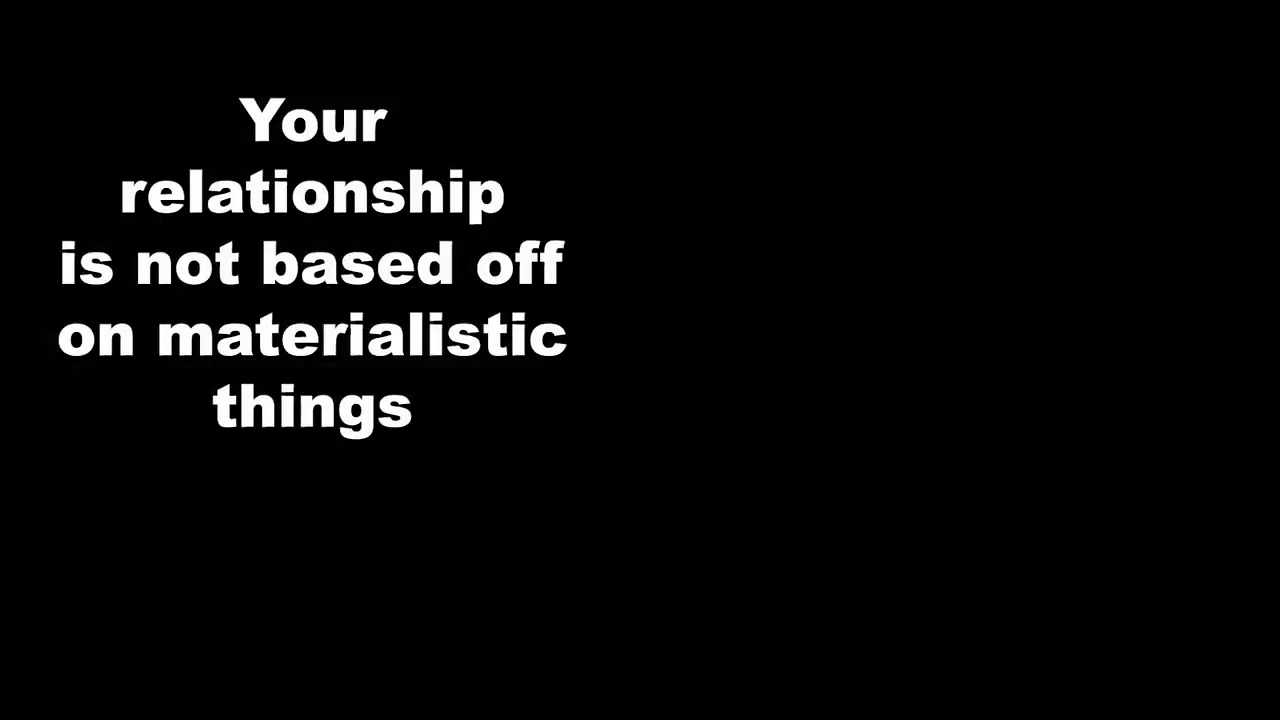 Your
relationship
is not based off
on materialistic
things